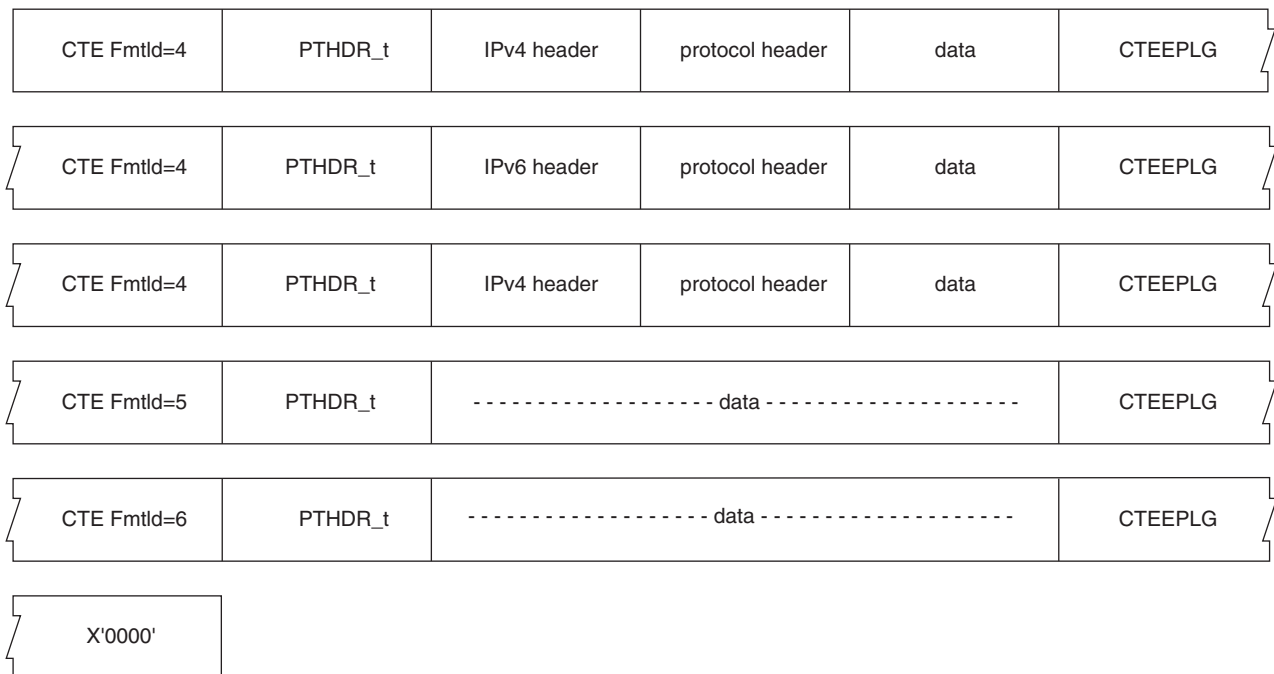 CTE FmtId=4 PTHDR_t IPv4 header protocol header data CTEEPLG
CTE FmtId=4 PTHDR_t IPv6 header protocol header data CTEEPLG
CTE FmtId=4 PTHDR_t IPv4 header protocol header data CTEEPLG
CTE FmtId=5 PTHDR_t - - - - - - - - - - - - - - - - - - - data - - - - - - - - - - - - - - - - - - - - CTEEPLG
CTE FmtId=6 PTHDR_t - - - - - - - - - - - - - - - - - - - data - - - - - - - - - - - - - - - - - - - - CTEEPLG
X'0000'